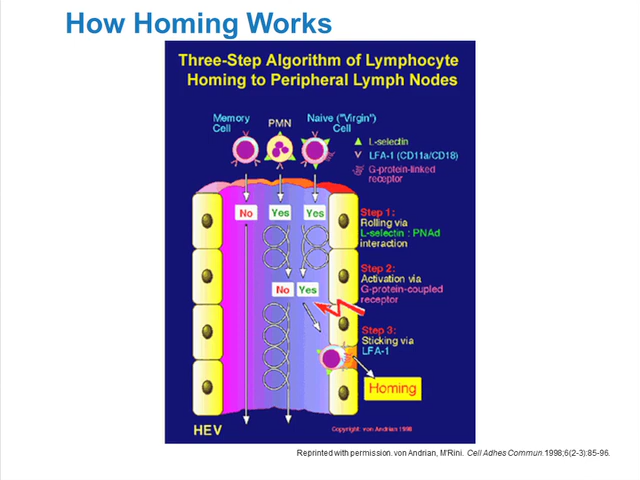 How Homing Works
Three-Step Algorithm of Lymphocyte
Homing to Peripheral Lymph Nodes
Memory
Cell
PMN
Naive ("Virgin")
Cell
L-selectin
LFA-1 (CD11a/CD18)
G-protein-linked
receptor
No
Yes
Yes
Step 1:
Rolling via
L-selectin : PNAd
interaction
Step 2:
Activation via
G-protein-coupled
receptor
No
Yes
Step 3:
Sticking via
LFA-1
Homing
HEV
Copyright: von Andrian 1998
Reprinted with permission. von Andrian, M'Rini. Cell Adhes Commun.1998;6(2-3):85-96.